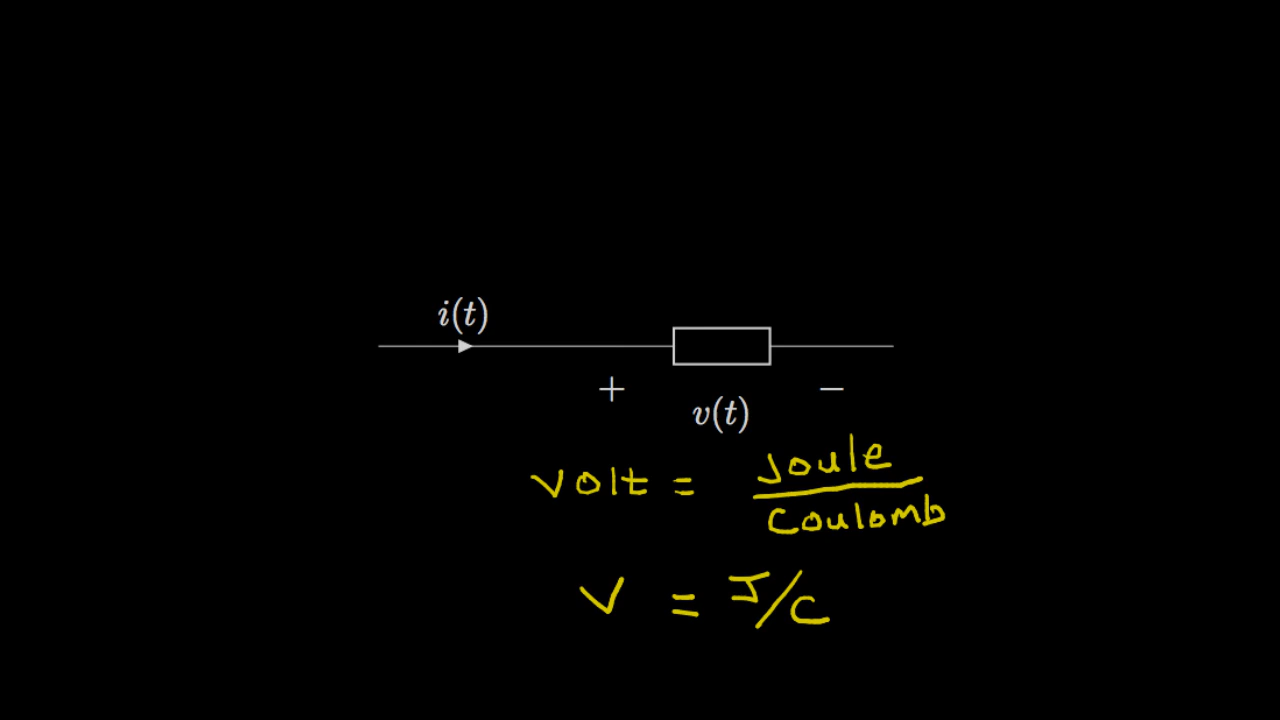 i(t)
+ −
v(t)
volt = Joule / Coulomb
V = J/C